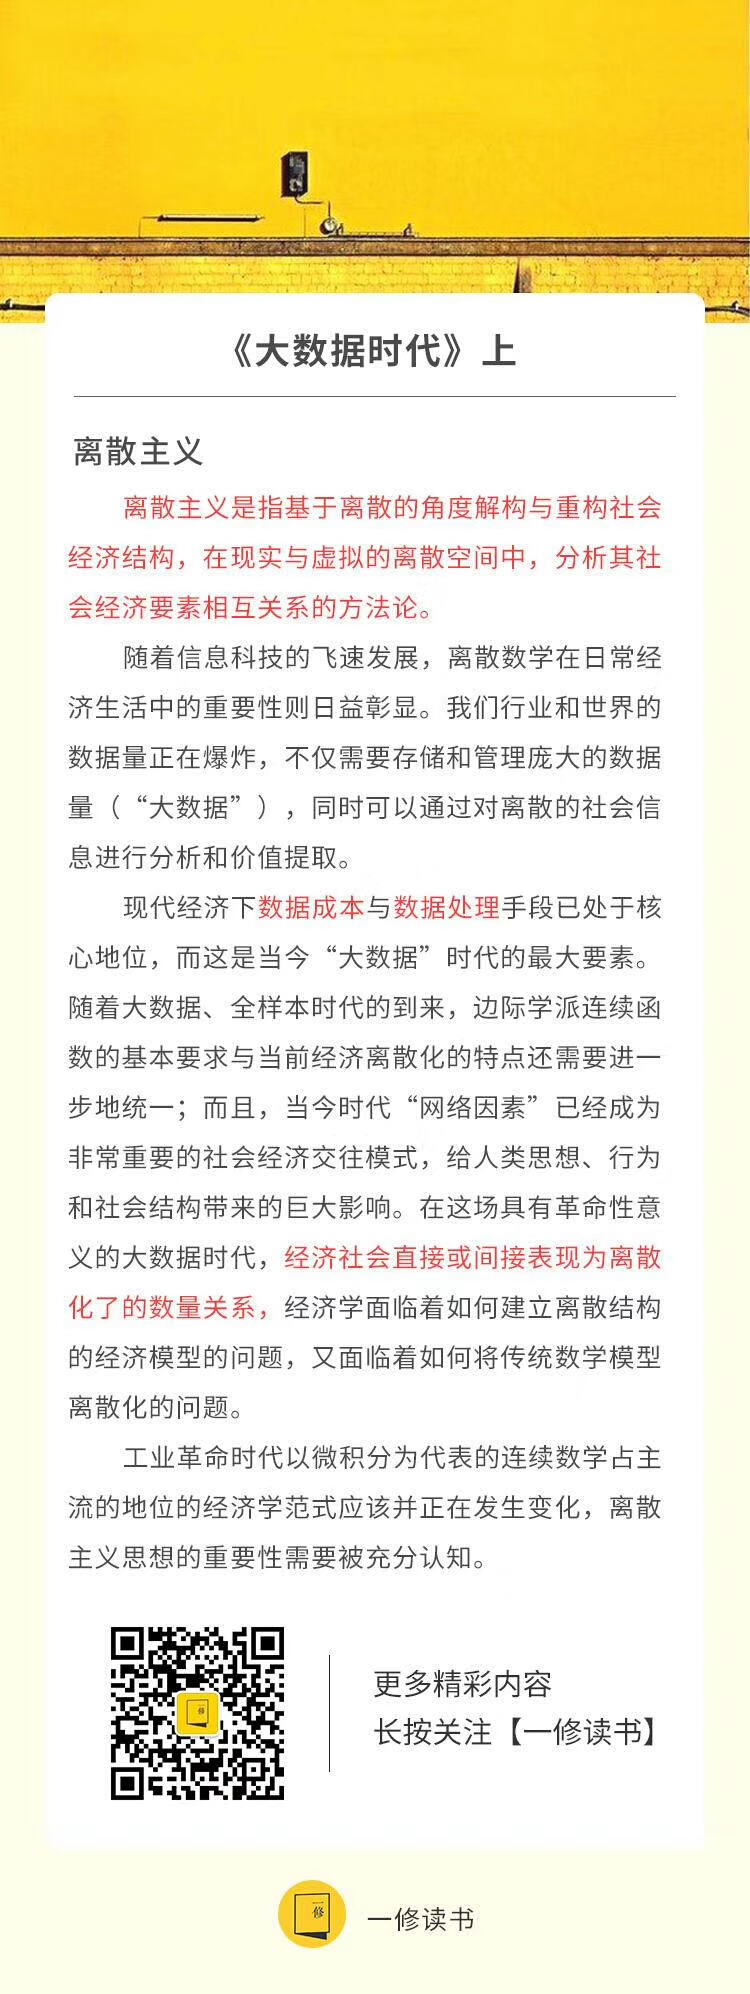 《大数据时代》上
离散主义
离散主义是指基于离散的角度解构与重构社会
经济结构，在现实与虚拟的离散空间中，分析其社
会经济要素相互关系的方法论。
随着信息科技的飞速发展，离散数学在日常经
济生活中的重要性则日益彰显。我们行业和世界的
数据量正在爆炸，不仅需要存储和管理庞大的数据
量（“大数据”），同时可以通过对离散的社会信
息进行分析和价值提取。
现代经济下数据成本与数据处理手段已处于核
心地位，而这是当今“大数据”时代的最大要素。
随着大数据、全样本时代的到来，边际学派连续函
数的基本要求与当前经济离散化的特点还需要进一
步地统一；而且，当今时代“网络因素”已经成为
非常重要的社会经济交往模式，给人类思想、行为
和社会结构带来的巨大影响。在这场具有革命性意
义的大数据时代，经济社会直接或间接表现为离散
化了的数量关系，经济学面临着如何建立离散结构
的经济模型的问题，又面临着如何将传统数学模型
离散化的问题。
工业革命时代以微积分为代表的连续数学占主
流的地位的经济学范式应该并正在发生变化，离散
主义思想的重要性需要被充分认知。
更多精彩内容
长按关注【一修读书】
一修
一修读书